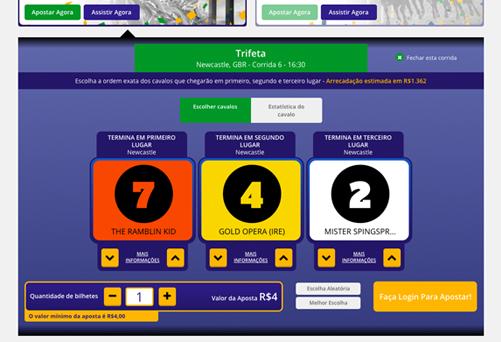 Apostar Agora
Assistir Agora
Apostar Agora
Assistir Agora
Trifeta
Newcastle, GBR - Corrida 6 - 16:30
Fechar esta corrida
Escolha a ordem exata dos cavalos que chegarão em primeiro, segundo e terceiro lugar - Arrecadação estimada em R$1.362
Escolher cavalos
Estatística do
cavalo
TERMINA EM PRIMEIRO
LUGAR
Newcastle
7
THE RAMBLIN KID
MAIS
INFORMAÇÕES
TERMINA EM SEGUNDO
LUGAR
Newcastle
4
GOLD OPERA (IRE)
MAIS
INFORMAÇÕES
TERMINA EM TERCEIRO
LUGAR
Newcastle
2
MISTER SPINGSPR...
MAIS
INFORMAÇÕES
Quantidade de bilhetes
1
Valor da Aposta R$4
O valor mínimo da aposta é R$4,00
Escolha Aleatória
Melhor Escolha
Faça Login Para Apostar!